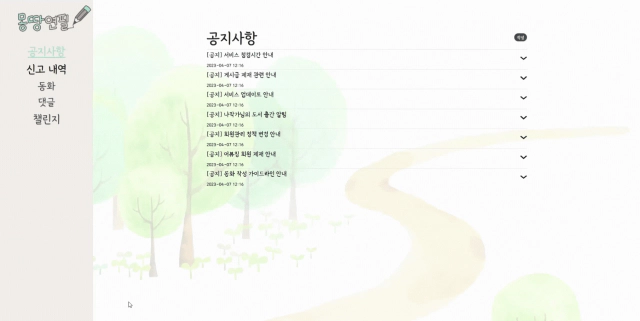 몽땅연필
공지사항
신고 내역
동화
댓글
챌린지
공지사항
작성
[공지] 서비스 점검시간 안내
2023-04-07 12:16
[공지] 게시글 제재 관련 안내
2023-04-07 12:16
[공지] 서비스 업데이트 안내
2023-04-07 12:16
[공지] 나작가님의 도서 출간 알림
2023-04-07 12:16
[공지] 회원관리 정책 변경 안내
2023-04-07 12:16
[공지] 어뷰징 회원 제재 안내
2023-04-07 12:16
[공지] 동화 작성 가이드라인 안내
2023-04-07 12:16